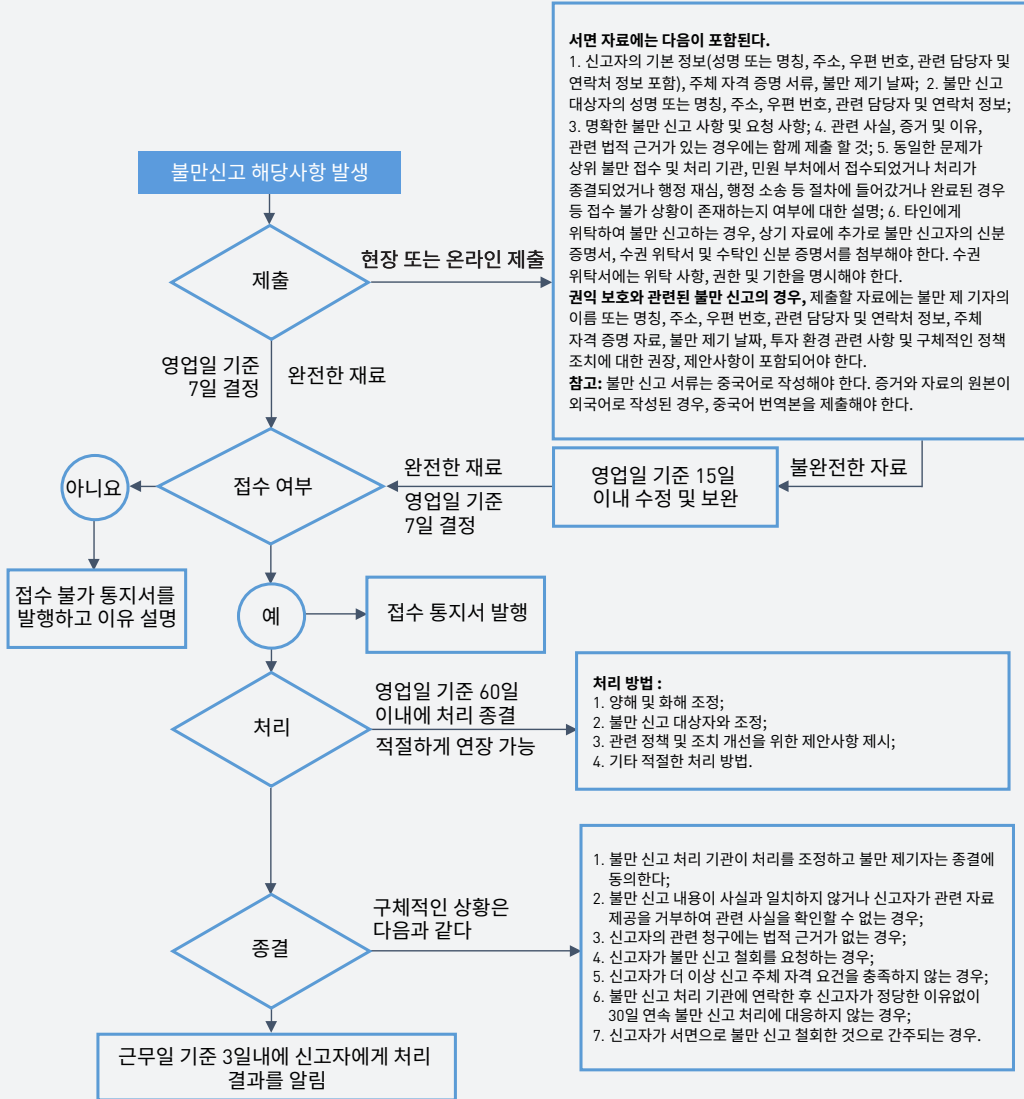 서면 자료에는 다음이 포함된다.
1. 신고자의 기본 정보(성명 또는 명칭, 주소, 우편 번호, 관련 담당자 및
연락처 정보 포함), 주체 자격 증명 서류, 불만 제기 날짜; 2. 불만 신고
대상자의 성명 또는 명칭, 주소, 우편 번호, 관련 담당자 및 연락처 정보;
3. 명확한 불만 신고 사항 및 요청 사항; 4. 관련 사실, 증거 및 이유,
관련 법적 근거가 있는 경우에는 함께 제출 할 것; 5. 동일한 문제가
상위 불만 접수 및 처리 기관, 민원 부처에서 접수되었거나 처리가
종결되었거나 행정 재심, 행정 소송 등 절차에 들어갔거나 완료된 경우
등 접수 불가 상황이 존재하는지 여부에 대한 설명; 6. 타인에게
위탁하여 불만 신고하는 경우, 상기 자료에 추가로 불만 신고자의 신분
증명서, 수권 위탁서 및 수탁인 신분 증명서를 첨부해야 한다. 수권
위탁서에는 위탁 사항, 권한 및 기한을 명시해야 한다.
권익 보호와 관련된 불만 신고의 경우, 제출할 자료에는 불만 제 기자의
이름 또는 명칭, 주소, 우편 번호, 관련 담당자 및 연락처 정보, 주체
자격 증명 자료, 불만 제기 날짜, 투자 환경 관련 사항 및 구체적인 정책
조치에 대한 권장, 제안사항이 포함되어야 한다.
참고: 불만 신고 서류는 중국어로 작성해야 한다. 증거와 자료의 원본이
외국어로 작성된 경우, 중국어 번역본을 제출해야 한다.
불만신고 해당사항 발생
제출
현장 또는 온라인 제출
영업일 기준
7일 결정
완전한 재료
접수 여부
아니요
완전한 재료
영업일 기준
7일 결정
영업일 기준 15일
이내 수정 및 보완
불완전한 자료
접수 불가 통지서를
발행하고 이유 설명
예
접수 통지서 발행
처리
영업일 기준 60일
이내에 처리 종결
적절하게 연장 가능
처리 방법 :
1. 양해 및 화해 조정;
2. 불만 신고 대상자와 조정;
3. 관련 정책 및 조치 개선을 위한 제안사항 제시;
4. 기타 적절한 처리 방법.
종결
구체적인 상황은
다음과 같다
1. 불만 신고 처리 기관이 처리를 조정하고 불만 제기자는 종결에
동의한다;
2. 불만 신고 내용이 사실과 일치하지 않거나 신고자가 관련 자료
제공을 거부하여 관련 사실을 확인할 수 없는 경우;
3. 신고자의 관련 청구에는 법적 근거가 없는 경우;
4. 신고자가 불만 신고 철회를 요청하는 경우;
5. 신고자가 더 이상 신고 주체 자격 요건을 충족하지 않는 경우;
6. 불만 신고 처리 기관에 연락한 후 신고자가 정당한 이유없이
30일 연속 불만 신고 처리에 대응하지 않는 경우;
7. 신고자가 서면으로 불만 신고 철회한 것으로 간주되는 경우.
근무일 기준 3일내에 신고자에게 처리
결과를 알림